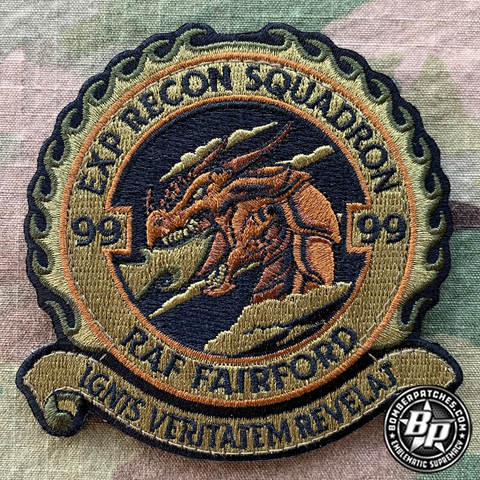 EXP RECON SQUADRON
99 99
RAF FAIRFORD
IGNIS VERITATEM REVELAT
BOMBERPATCHES.COM
BP
EMBLEMATIC SUPREMACY